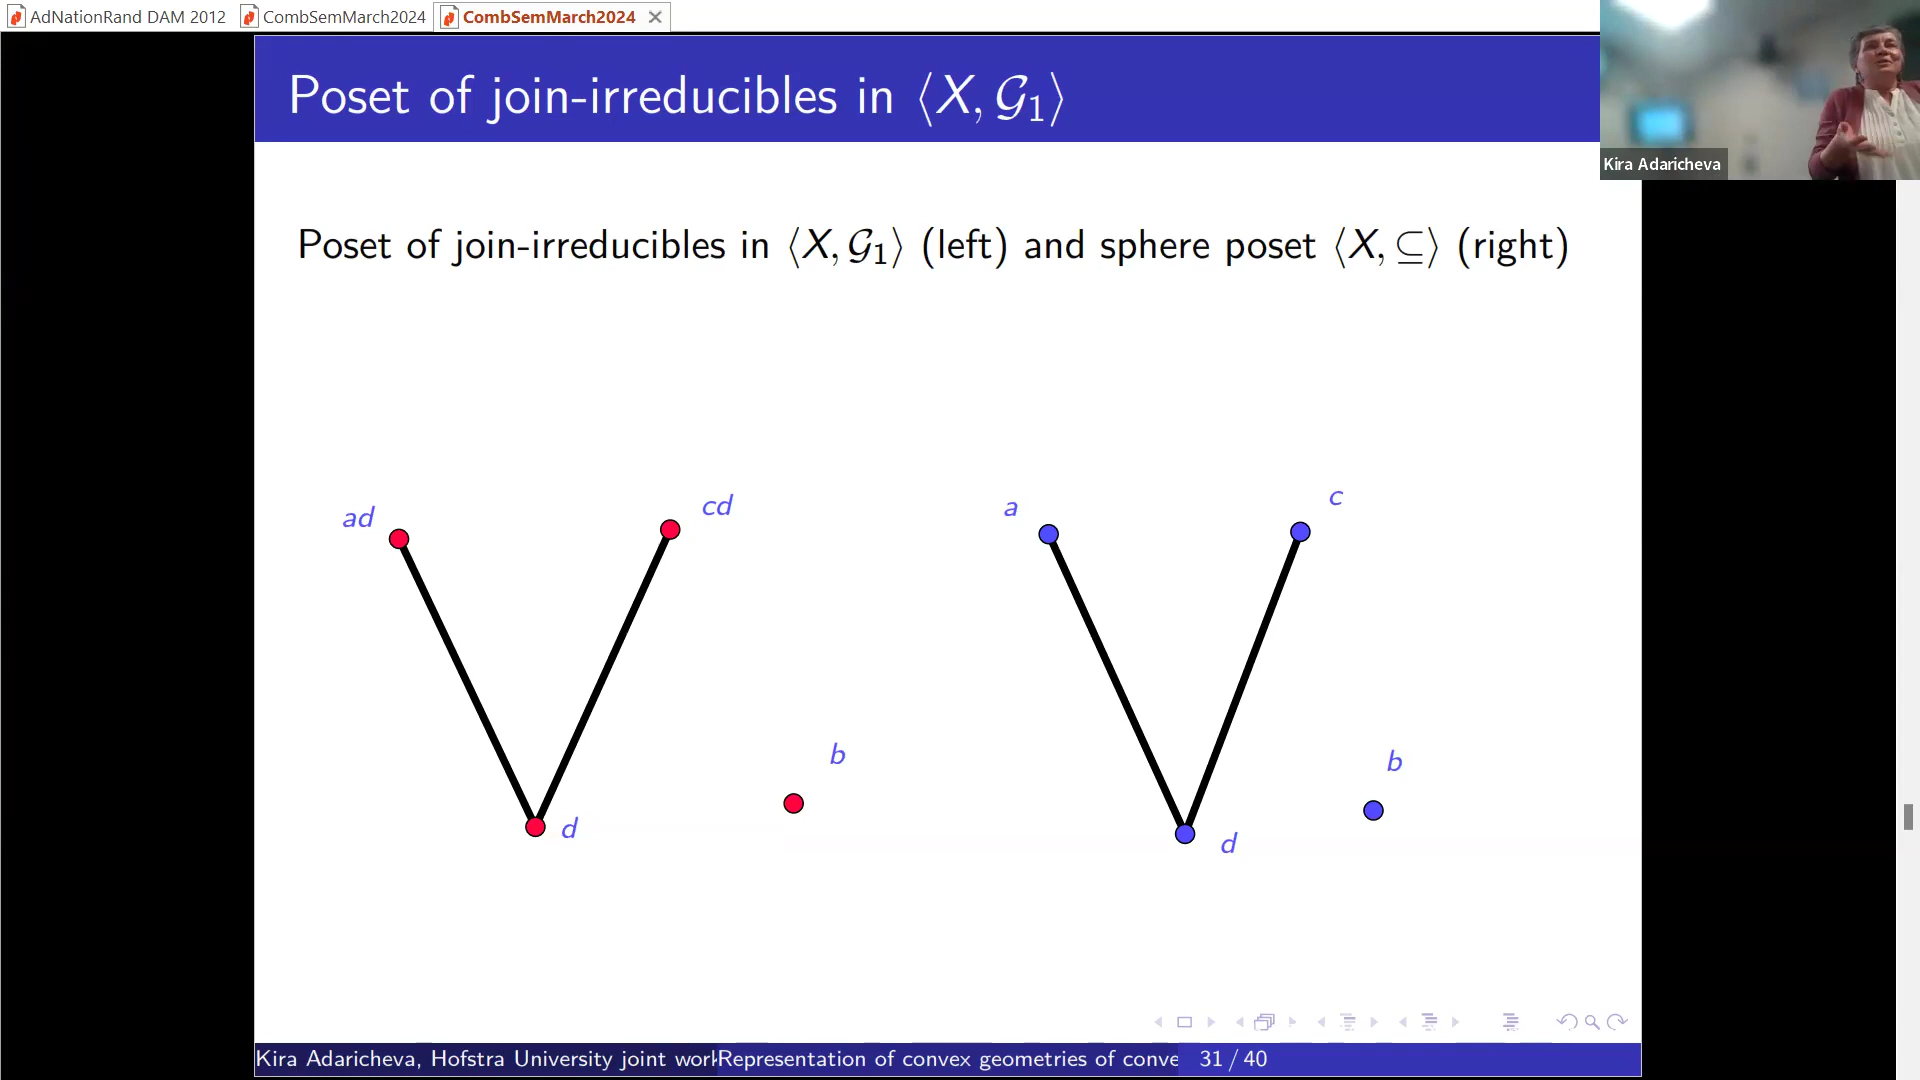 AdNationRand DAM 2012 CombSemMarch2024 CombSemMarch2024
Poset of join-irreducibles in ⟨X, 𝒢₁⟩
Kira Adaricheva
Poset of join-irreducibles in ⟨X, 𝒢₁⟩ (left) and sphere poset ⟨X, ⊆⟩ (right)
ad cd a c
b b
d d
Kira Adaricheva, Hofstra University joint work Representation of convex geometries of conve 31 / 40